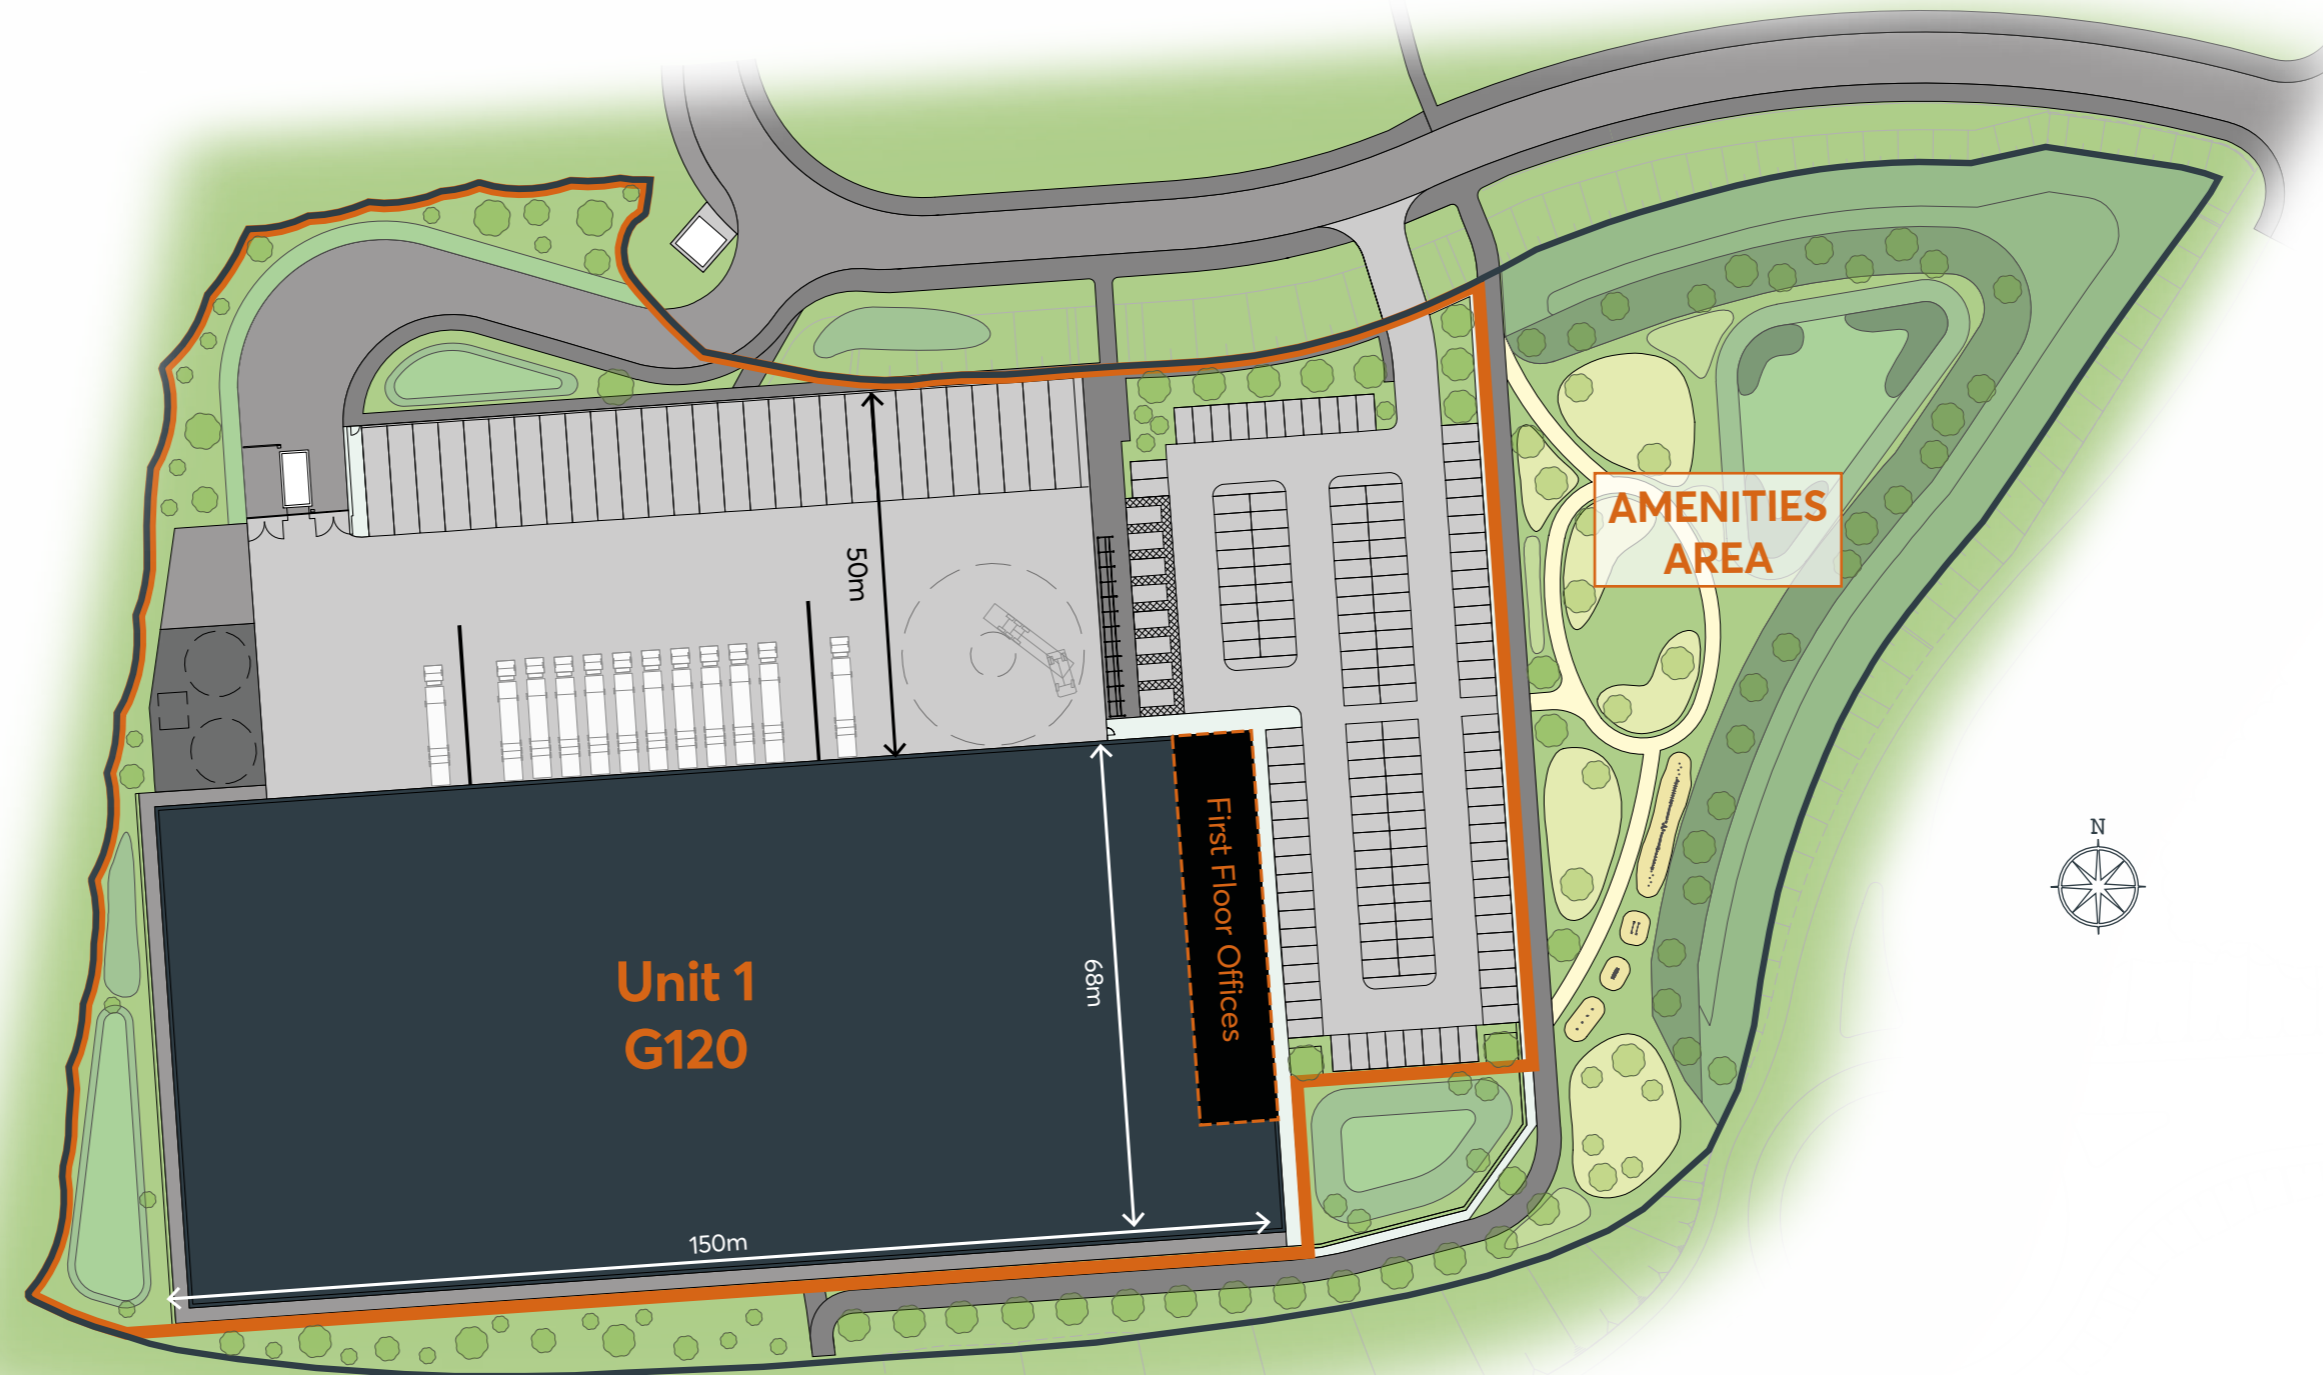 AMENITIES
AREA
50m
First Floor Offices
N
68m
Unit 1
G120
150m